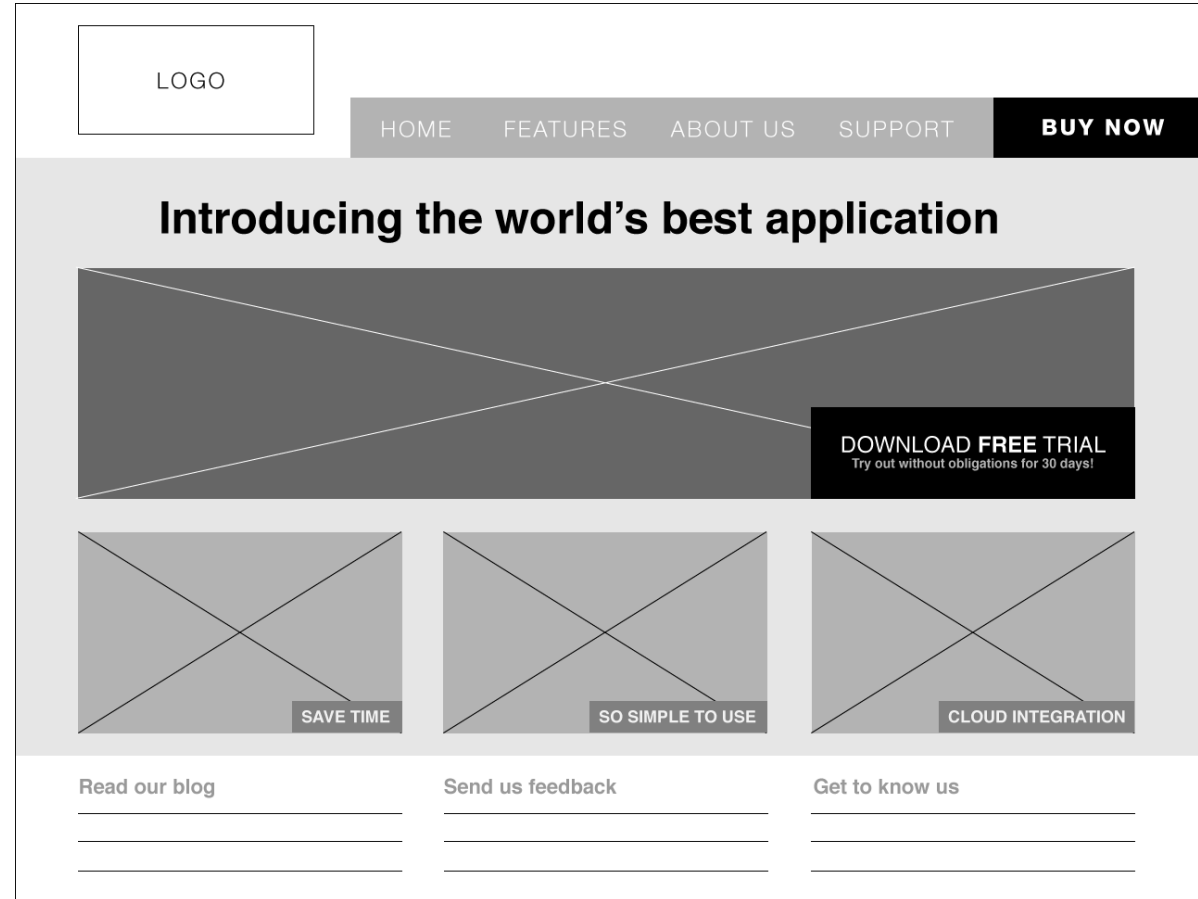 LOGO
HOME FEATURES ABOUT US SUPPORT BUY NOW
Introducing the world’s best application
DOWNLOAD FREE TRIAL
Try out without obligations for 30 days!
SAVE TIME
SO SIMPLE TO USE
CLOUD INTEGRATION
Read our blog
Send us feedback
Get to know us